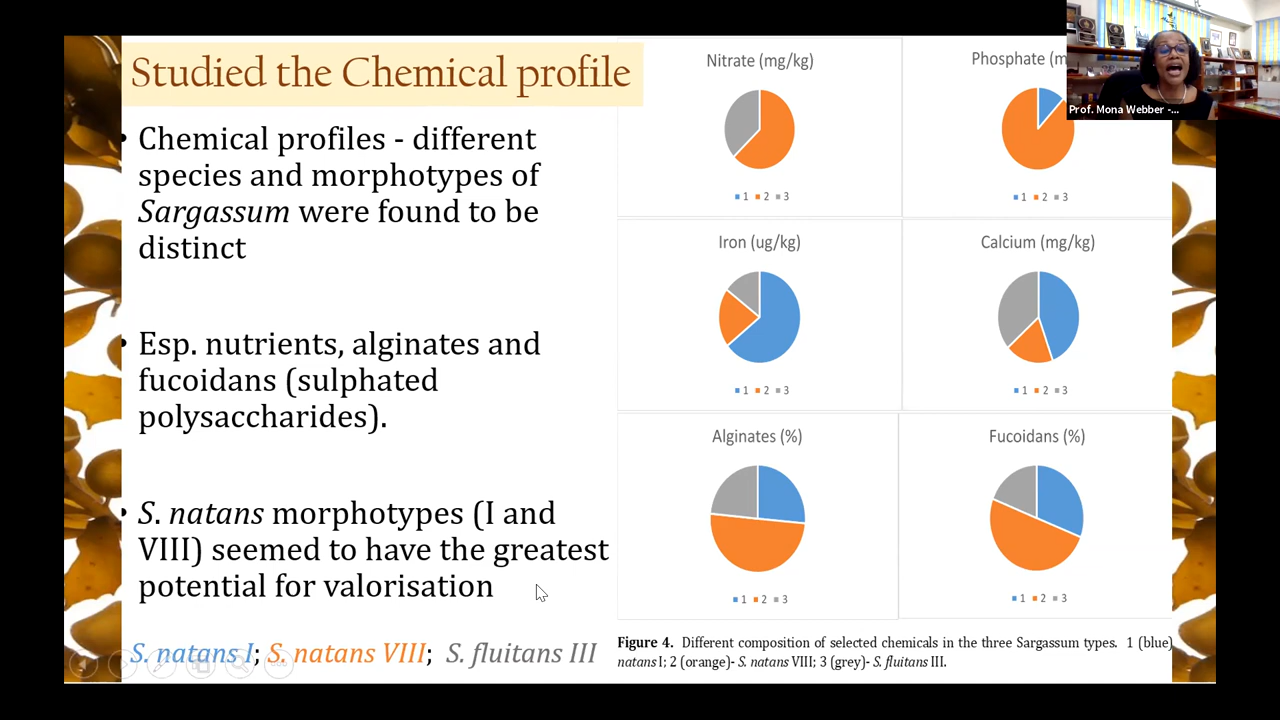 Studied the Chemical profile
• Chemical profiles - different
species and morphotypes of
Sargassum were found to be
distinct
• Esp. nutrients, alginates and
fucoidans (sulphated
polysaccharides).
• S. natans morphotypes (I and
VIII) seemed to have the greatest
potential for valorisation
S. natans I; S. natans VIII; S. fluitans III
Nitrate (mg/kg)
1 2 3
Phosphate (m
1 2 3
Iron (ug/kg)
1 2 3
Calcium (mg/kg)
1 2 3
Alginates (%)
1 2 3
Fucoidans (%)
1 2 3
Figure 4. Different composition of selected chemicals in the three Sargassum types. 1 (blue)
natans I; 2 (orange)- S. natans VIII; 3 (grey)- S. fluitans III.
Prof. Mona Webber -...